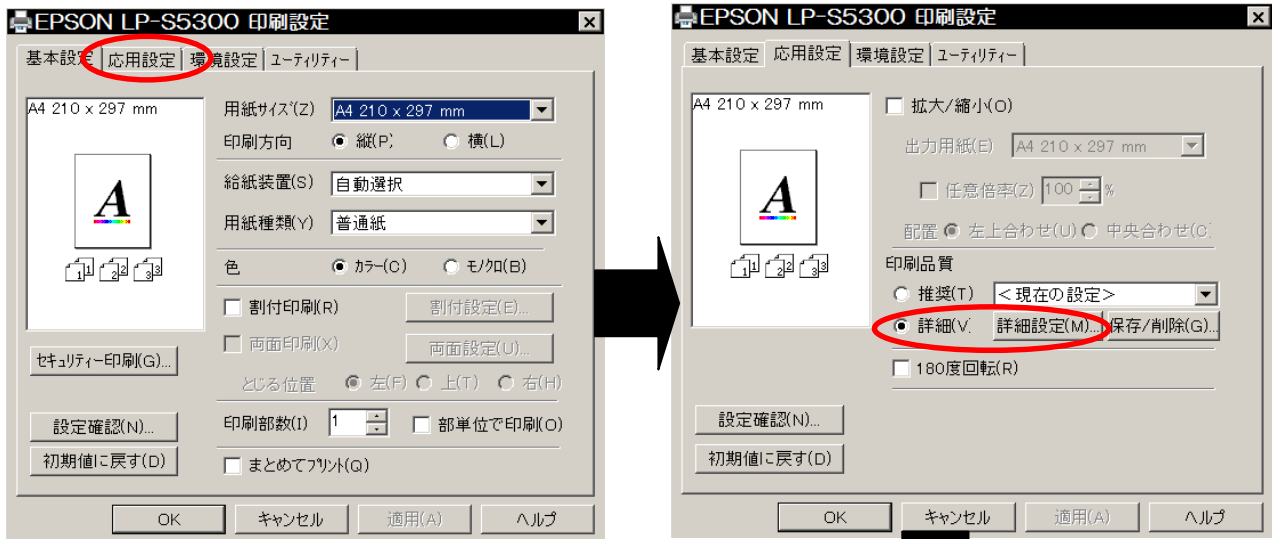 EPSON LP-S5300 印刷設定
基本設定 応用設定 環境設定 ユーティリティー
A4 210 x 297 mm
A
1 1 2 2 3 3
セキュリティー印刷(G)...
設定確認(N)...
初期値に戻す(D)
用紙サイズ(Z) A4 210 x 297 mm
印刷方向 縦(P) 横(L)
給紙装置(S) 自動選択
用紙種類(Y) 普通紙
色 カラー(C) モノクロ(B)
割付印刷(R) 割付設定(E)...
両面印刷(X) 両面設定(U)...
とじる位置 左(F) 上(T) 右(H)
印刷部数(I) 1 部単位で印刷(O)
まとめてプリント(Q)
OK キャンセル 適用(A) ヘルプ
EPSON LP-S5300 印刷設定
基本設定 応用設定 環境設定 ユーティリティー
A4 210 x 297 mm
A
1 1 2 2 3 3
設定確認(N)...
初期値に戻す(D)
拡大/縮小(O)
出力用紙(E) A4 210 x 297 mm
任意倍率(Z) 100 %
配置 左上合わせ(U) 中央合わせ(C)
印刷品質
推奨(T) <現在の設定>
詳細(V) 詳細設定(M)... 保存/削除(G)...
180度回転(R)
OK キャンセル 適用(A) ヘルプ